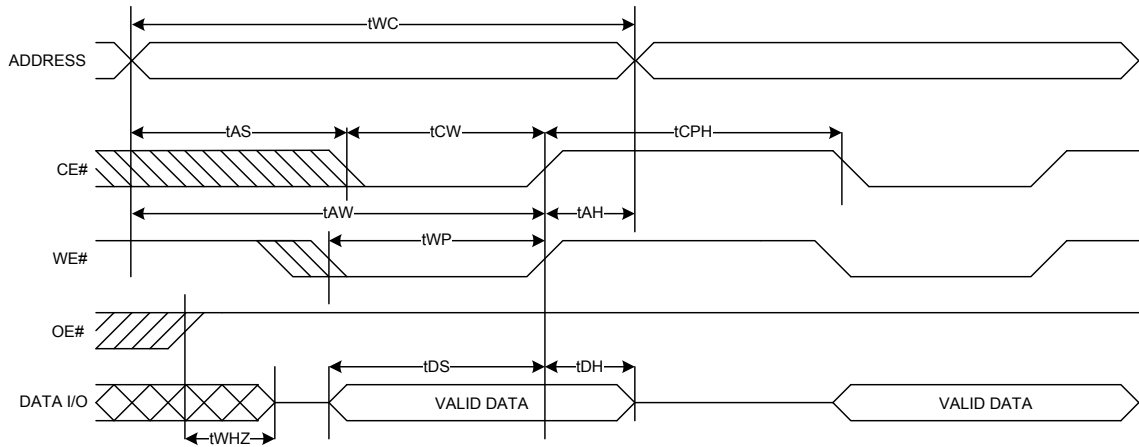 tWC
ADDRESS
tAS
tCW
tCPH
CE#
tAW
tAH
tWP
WE#
OE#
tDS
tDH
DATA I/O
VALID DATA
VALID DATA
tWHZ